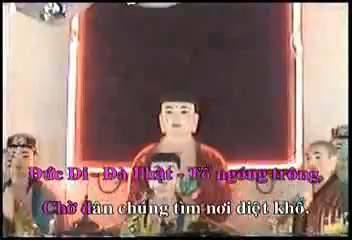 Đức Di - Đà Phật - Tổ ngóng trông,
Chờ dân chúng tìm nơi diệt khổ.